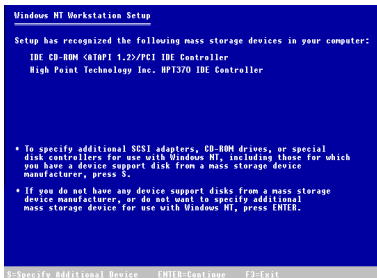 Windows NT Workstation Setup
Setup has recognized the following mass storage devices in your computer:
IDE CD-ROM <ATAPI 1.2>/PCI IDE Controller
High Point Technology Inc. HPT370 IDE Controller
• To specify additional SCSI adapters, CD-ROM drives, or special
disk controllers for use with Windows NT, including those for which
you have a device support disk from a mass storage device
manufacturer, press S.
• If you do not have any device support disks from a mass storage
device manufacturer, or do not want to specify additional
mass storage device for use with Windows NT, press ENTER.
S=Specify Additional Device ENTER=Continue F3=Exit